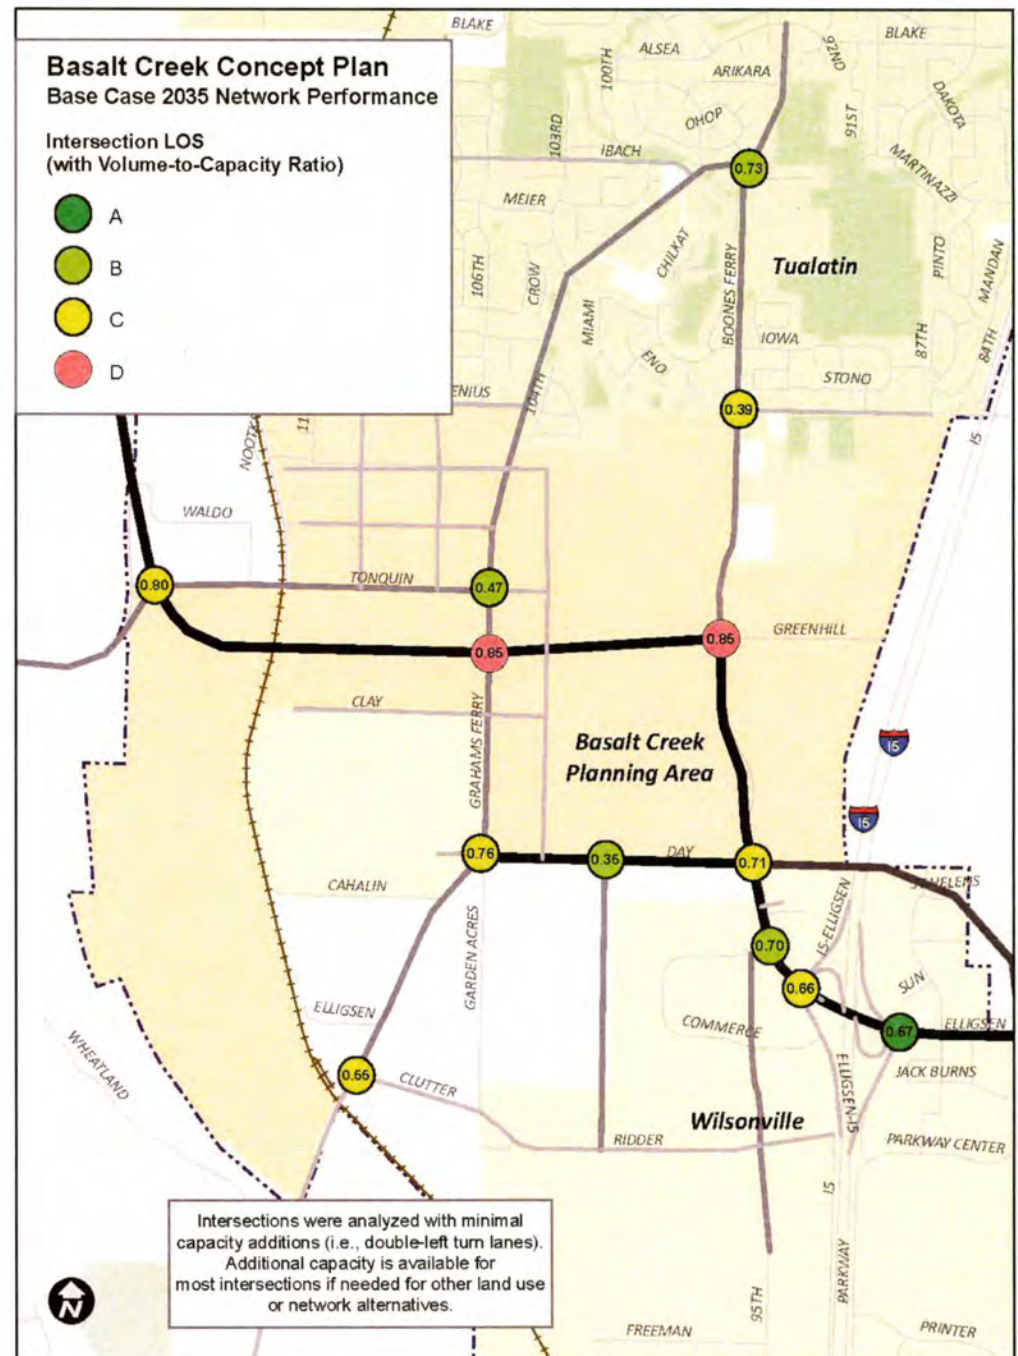 Basalt Creek Concept Plan
Base Case 2035 Network Performance
Intersection LOS
(with Volume-to-Capacity Ratio)
A
B
C
D
BLAKE
BLAKE
ALSEA
100TH
92ND
ARIKARA
DAKOTA
OHOP
91ST
103RD
IBACH
MARTINAZZI
0.73
MEIER
CHILKAT
BOONES FERRY
Tualatin
PINTO
MANDAN
106TH
CROW
MIAMI
IOWA
87TH
84TH
ENO
STONO
ENIUS
104TH
0.39
11
NOOTKA
I5
WALDO
0.80
TONQUIN
0.47
0.85
0.85
GREENHILL
CLAY
GRAHAMS FERRY
Basalt Creek
Planning Area
15
15
0.76
DAY
0.71
CAHALIN
I5-ELLIGSEN
GARDEN ACRES
0.70
SUN
0.66
ELLIGSEN
COMMERCE
0.67
ELLIGSEN
WHEATLAND
JACK BURNS
CLUTTER
ELLIGSEN-I5
Wilsonville
RIDDER
PARKWAY CENTER
I5
PARKWAY
95TH
FREEMAN
PRINTER
Intersections were analyzed with minimal
capacity additions (i.e., double-left turn lanes).
Additional capacity is available for
most intersections if needed for other land use
or network alternatives.
N